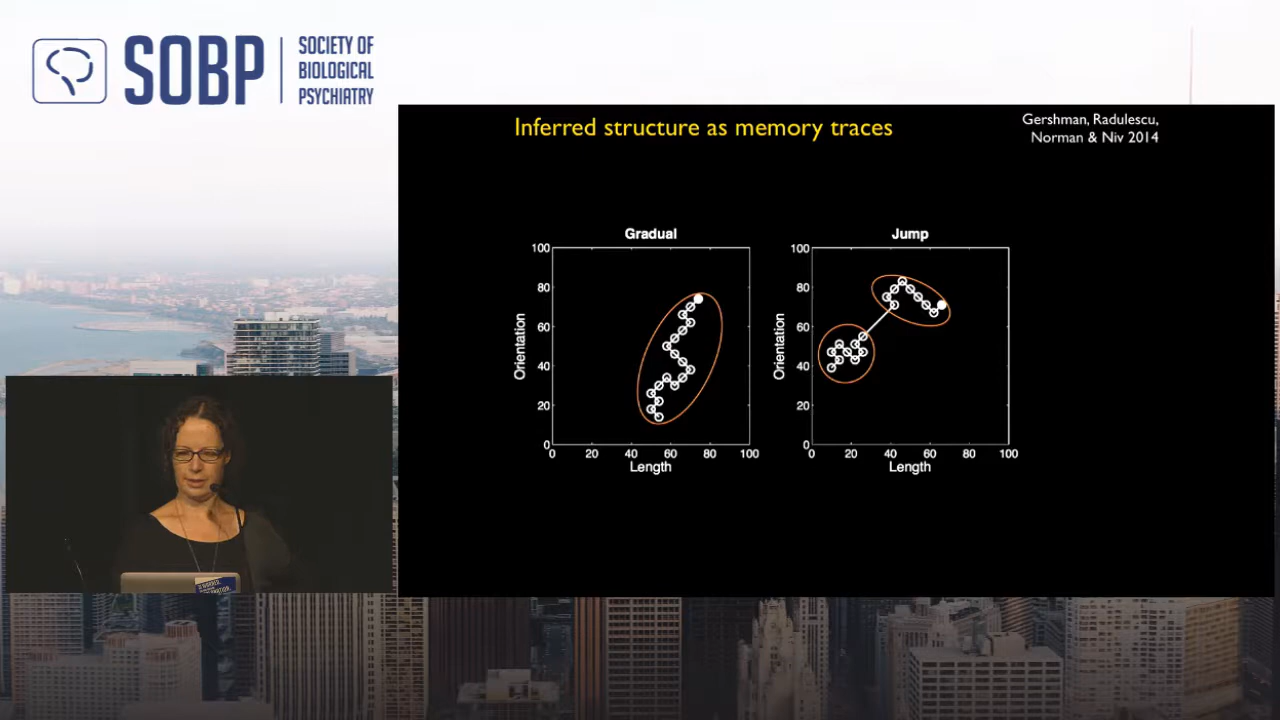 SOBP
SOCIETY OF
BIOLOGICAL
PSYCHIATRY
Inferred structure as memory traces
Gershman, Radulescu,
Norman & Niv 2014
Gradual
100
80
60
40
20
0
Orientation
0 20 40 60 80 100
Length
Jump
100
80
60
40
20
0
Orientation
0 20 40 60 80 100
Length